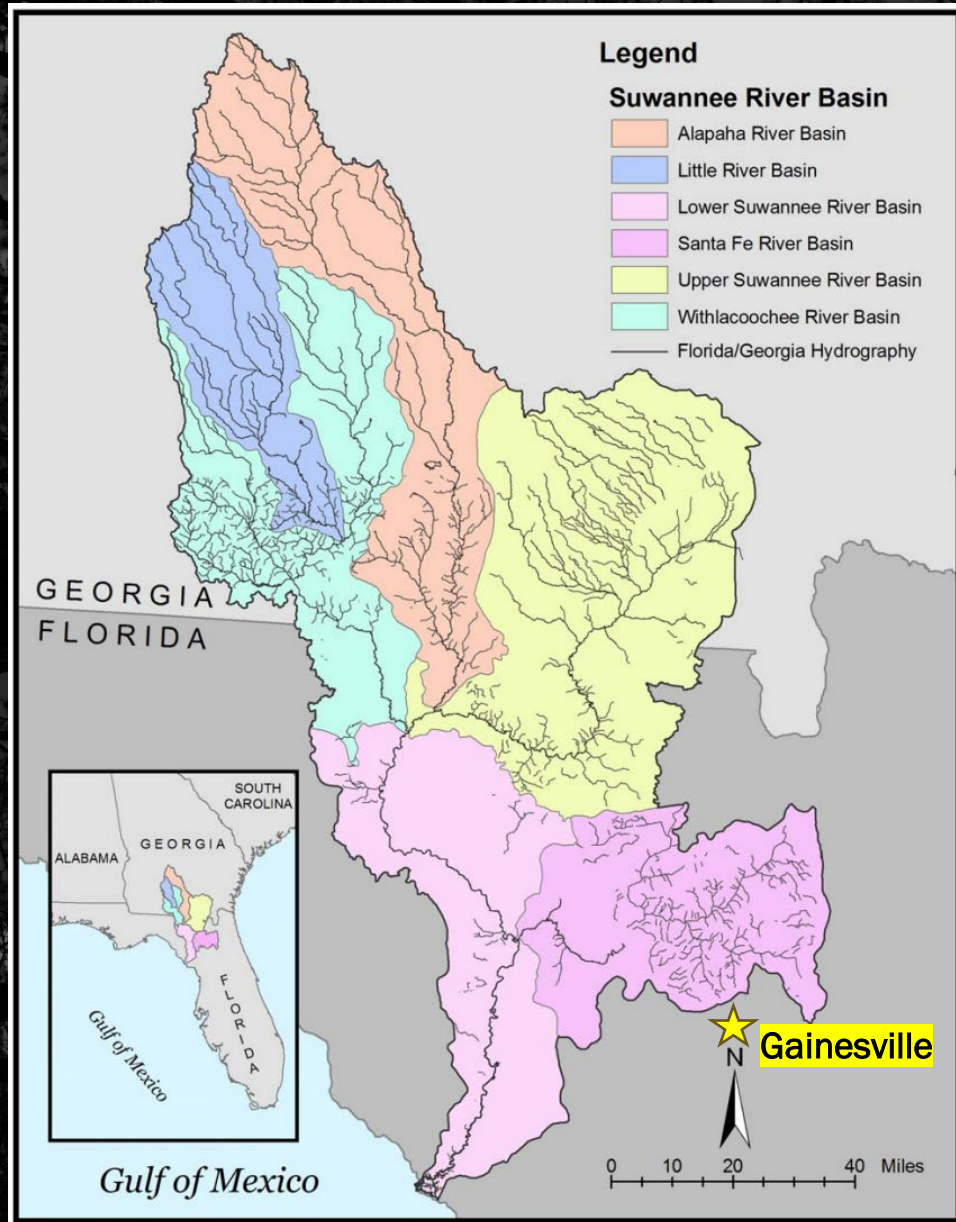 Legend
Suwannee River Basin
Alapaha River Basin
Little River Basin
Lower Suwannee River Basin
Santa Fe River Basin
Upper Suwannee River Basin
Withlacoochee River Basin
Florida/Georgia Hydrography
GEORGIA
FLORIDA
SOUTH
CAROLINA
GEORGIA
ALABAMA
FLORIDA
Gulf of Mexico
Gulf of Mexico
Gainesville
N
0 10 20 40 Miles